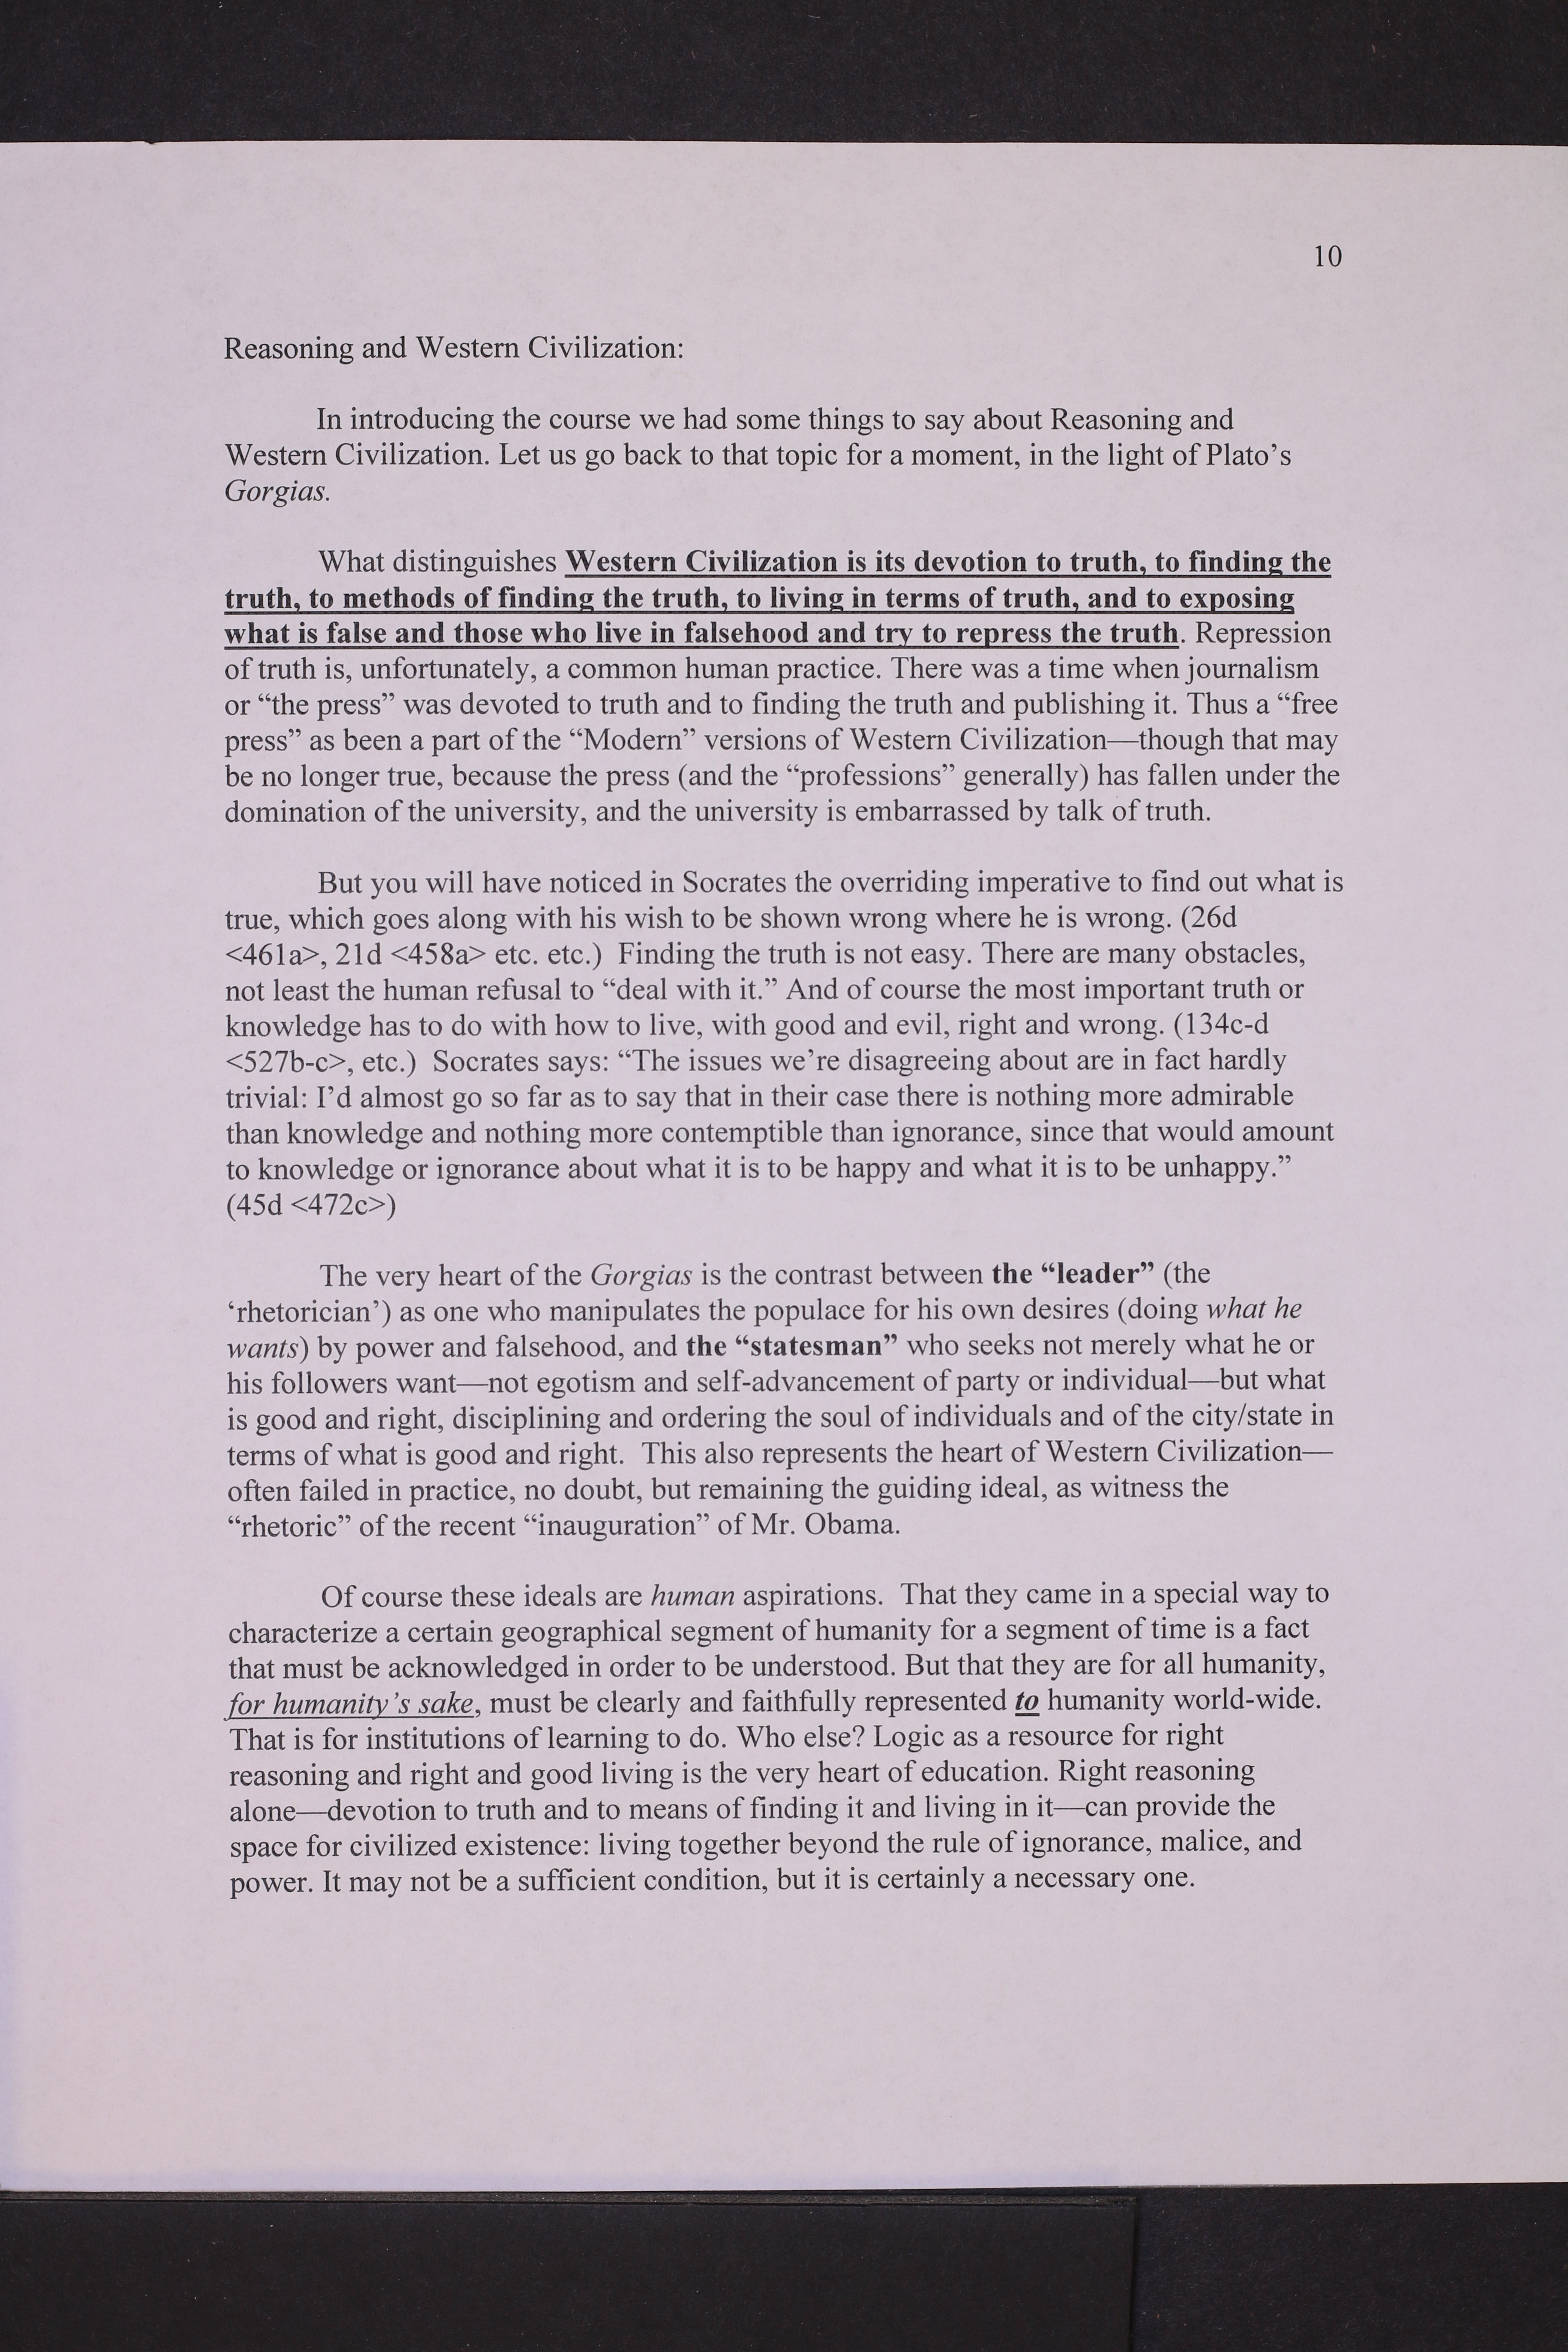 10
Reasoning and Western Civilization:
In introducing the course we had some things to say about Reasoning and
Western Civilization. Let us go back to that topic for a moment, in the light of Plato’s
Gorgias.
What distinguishes Western Civilization is its devotion to truth, to finding the
truth, to methods of finding the truth, to living in terms of truth, and to exposing
what is false and those who live in falsehood and try to repress the truth. Repression
of truth is, unfortunately, a common human practice. There was a time when journalism
or “the press” was devoted to truth and to finding the truth and publishing it. Thus a “free
press” as been a part of the “Modern” versions of Western Civilization—though that may
be no longer true, because the press (and the “professions” generally) has fallen under the
domination of the university, and the university is embarrassed by talk of truth.
But you will have noticed in Socrates the overriding imperative to find out what is
true, which goes along with his wish to be shown wrong where he is wrong. (26d
<461a>, 21d <458a> etc. etc.)  Finding the truth is not easy. There are many obstacles,
not least the human refusal to “deal with it.” And of course the most important truth or
knowledge has to do with how to live, with good and evil, right and wrong. (134c-d
<527b-c>, etc.)  Socrates says: “The issues we’re disagreeing about are in fact hardly
trivial: I’d almost go so far as to say that in their case there is nothing more admirable
than knowledge and nothing more contemptible than ignorance, since that would amount
to knowledge or ignorance about what it is to be happy and what it is to be unhappy.”
(45d <472c>)
The very heart of the Gorgias is the contrast between the “leader” (the
‘rhetorician’) as one who manipulates the populace for his own desires (doing what he
wants) by power and falsehood, and the “statesman” who seeks not merely what he or
his followers want—not egotism and self-advancement of party or individual—but what
is good and right, disciplining and ordering the soul of individuals and of the city/state in
terms of what is good and right.  This also represents the heart of Western Civilization—
often failed in practice, no doubt, but remaining the guiding ideal, as witness the
“rhetoric” of the recent “inauguration” of Mr. Obama.
Of course these ideals are human aspirations.  That they came in a special way to
characterize a certain geographical segment of humanity for a segment of time is a fact
that must be acknowledged in order to be understood. But that they are for all humanity,
for humanity’s sake, must be clearly and faithfully represented to humanity world-wide.
That is for institutions of learning to do. Who else? Logic as a resource for right
reasoning and right and good living is the very heart of education. Right reasoning
alone—devotion to truth and to means of finding it and living in it—can provide the
space for civilized existence: living together beyond the rule of ignorance, malice, and
power. It may not be a sufficient condition, but it is certainly a necessary one.